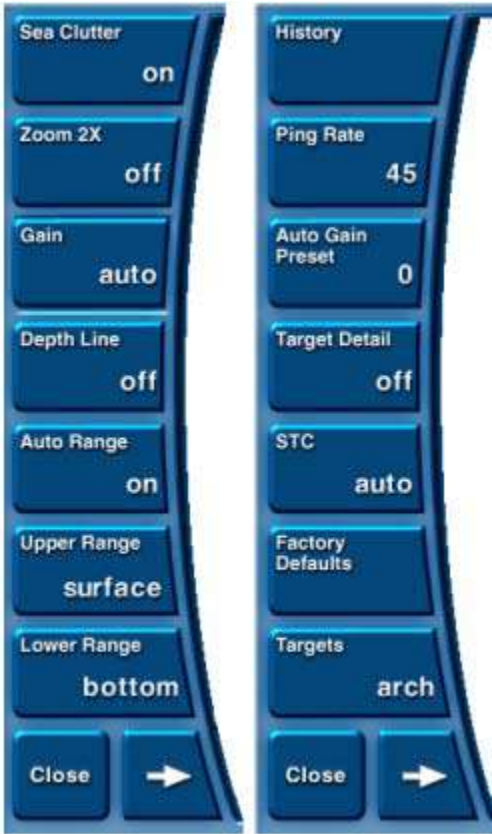 Sea Clutter
on
Zoom 2X
off
Gain
auto
Depth Line
off
Auto Range
on
Upper Range
surface
Lower Range
bottom
Close
History
Ping Rate
45
Auto Gain
Preset
0
Target Detail
off
STC
auto
Factory
Defaults
Targets
arch
Close